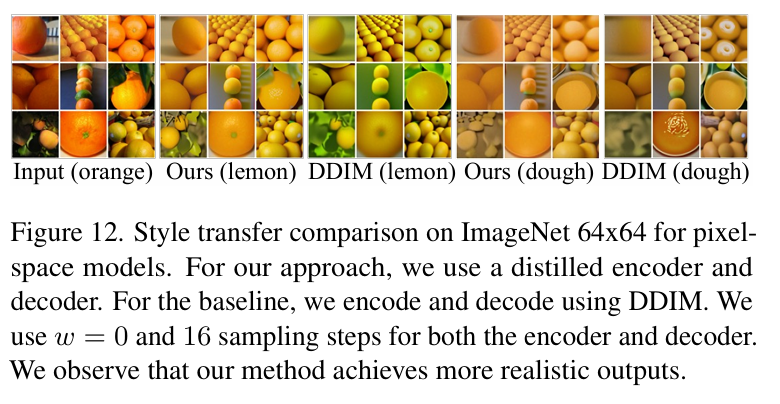 Input (orange) Ours (lemon) DDIM (lemon) Ours (dough) DDIM (dough)
Figure 12. Style transfer comparison on ImageNet 64x64 for pixel-
space models. For our approach, we use a distilled encoder and
decoder. For the baseline, we encode and decode using DDIM. We
use w = 0 and 16 sampling steps for both the encoder and decoder.
We observe that our method achieves more realistic outputs.